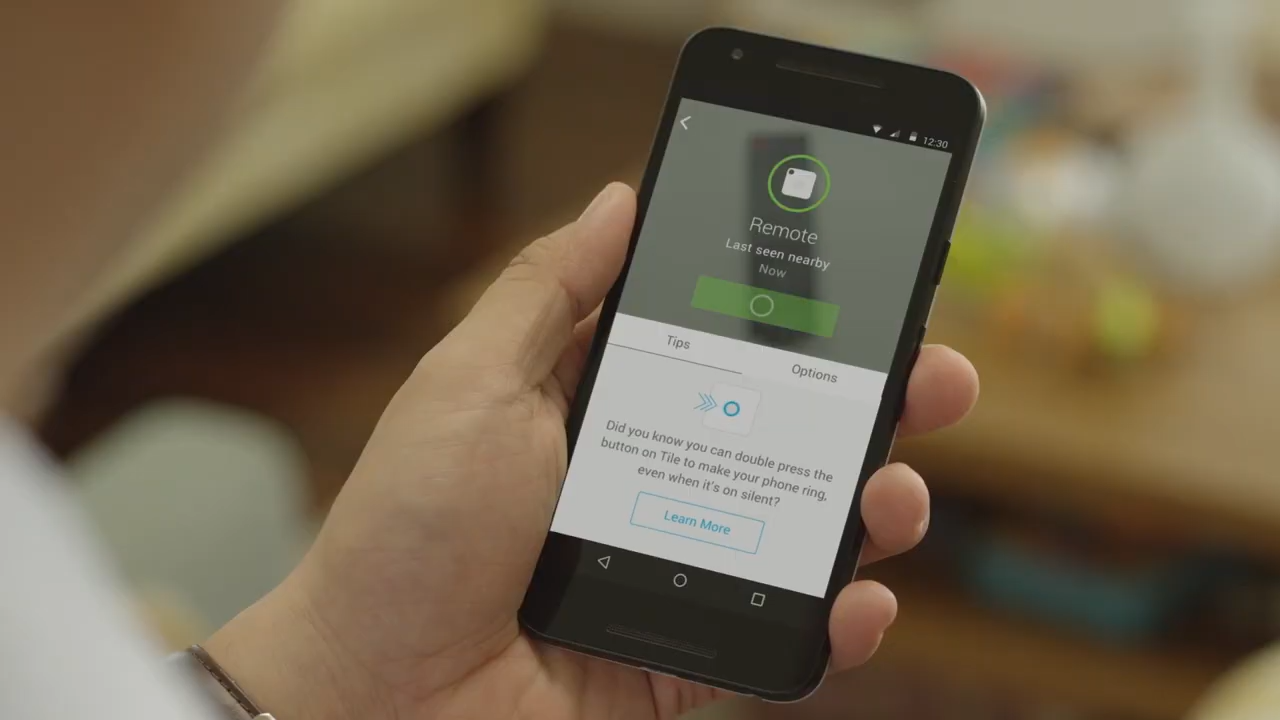 12:30
Remote
Last seen nearby
Now
Tips
Options
Did you know you can double press the
button on Tile to make your phone ring,
even when it's on silent?
Learn More